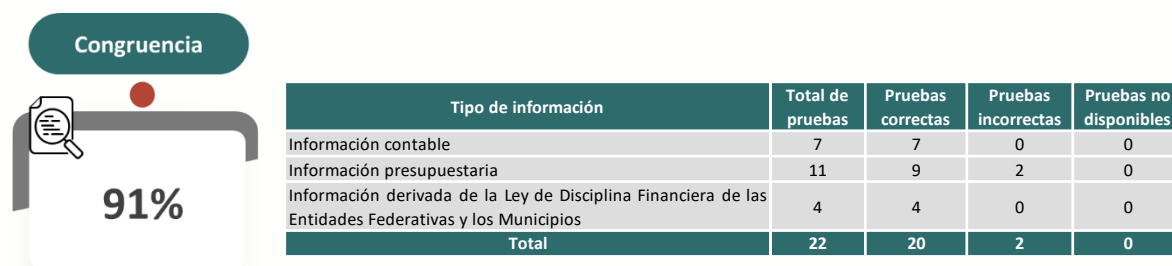 Congruencia
91%
Tipo de información Total de pruebas Pruebas correctas Pruebas incorrectas Pruebas no disponibles
Información contable 7 7 0 0
Información presupuestaria 11 9 2 0
Información derivada de la Ley de Disciplina Financiera de las
Entidades Federativas y los Municipios 4 4 0 0
Total 22 20 2 0